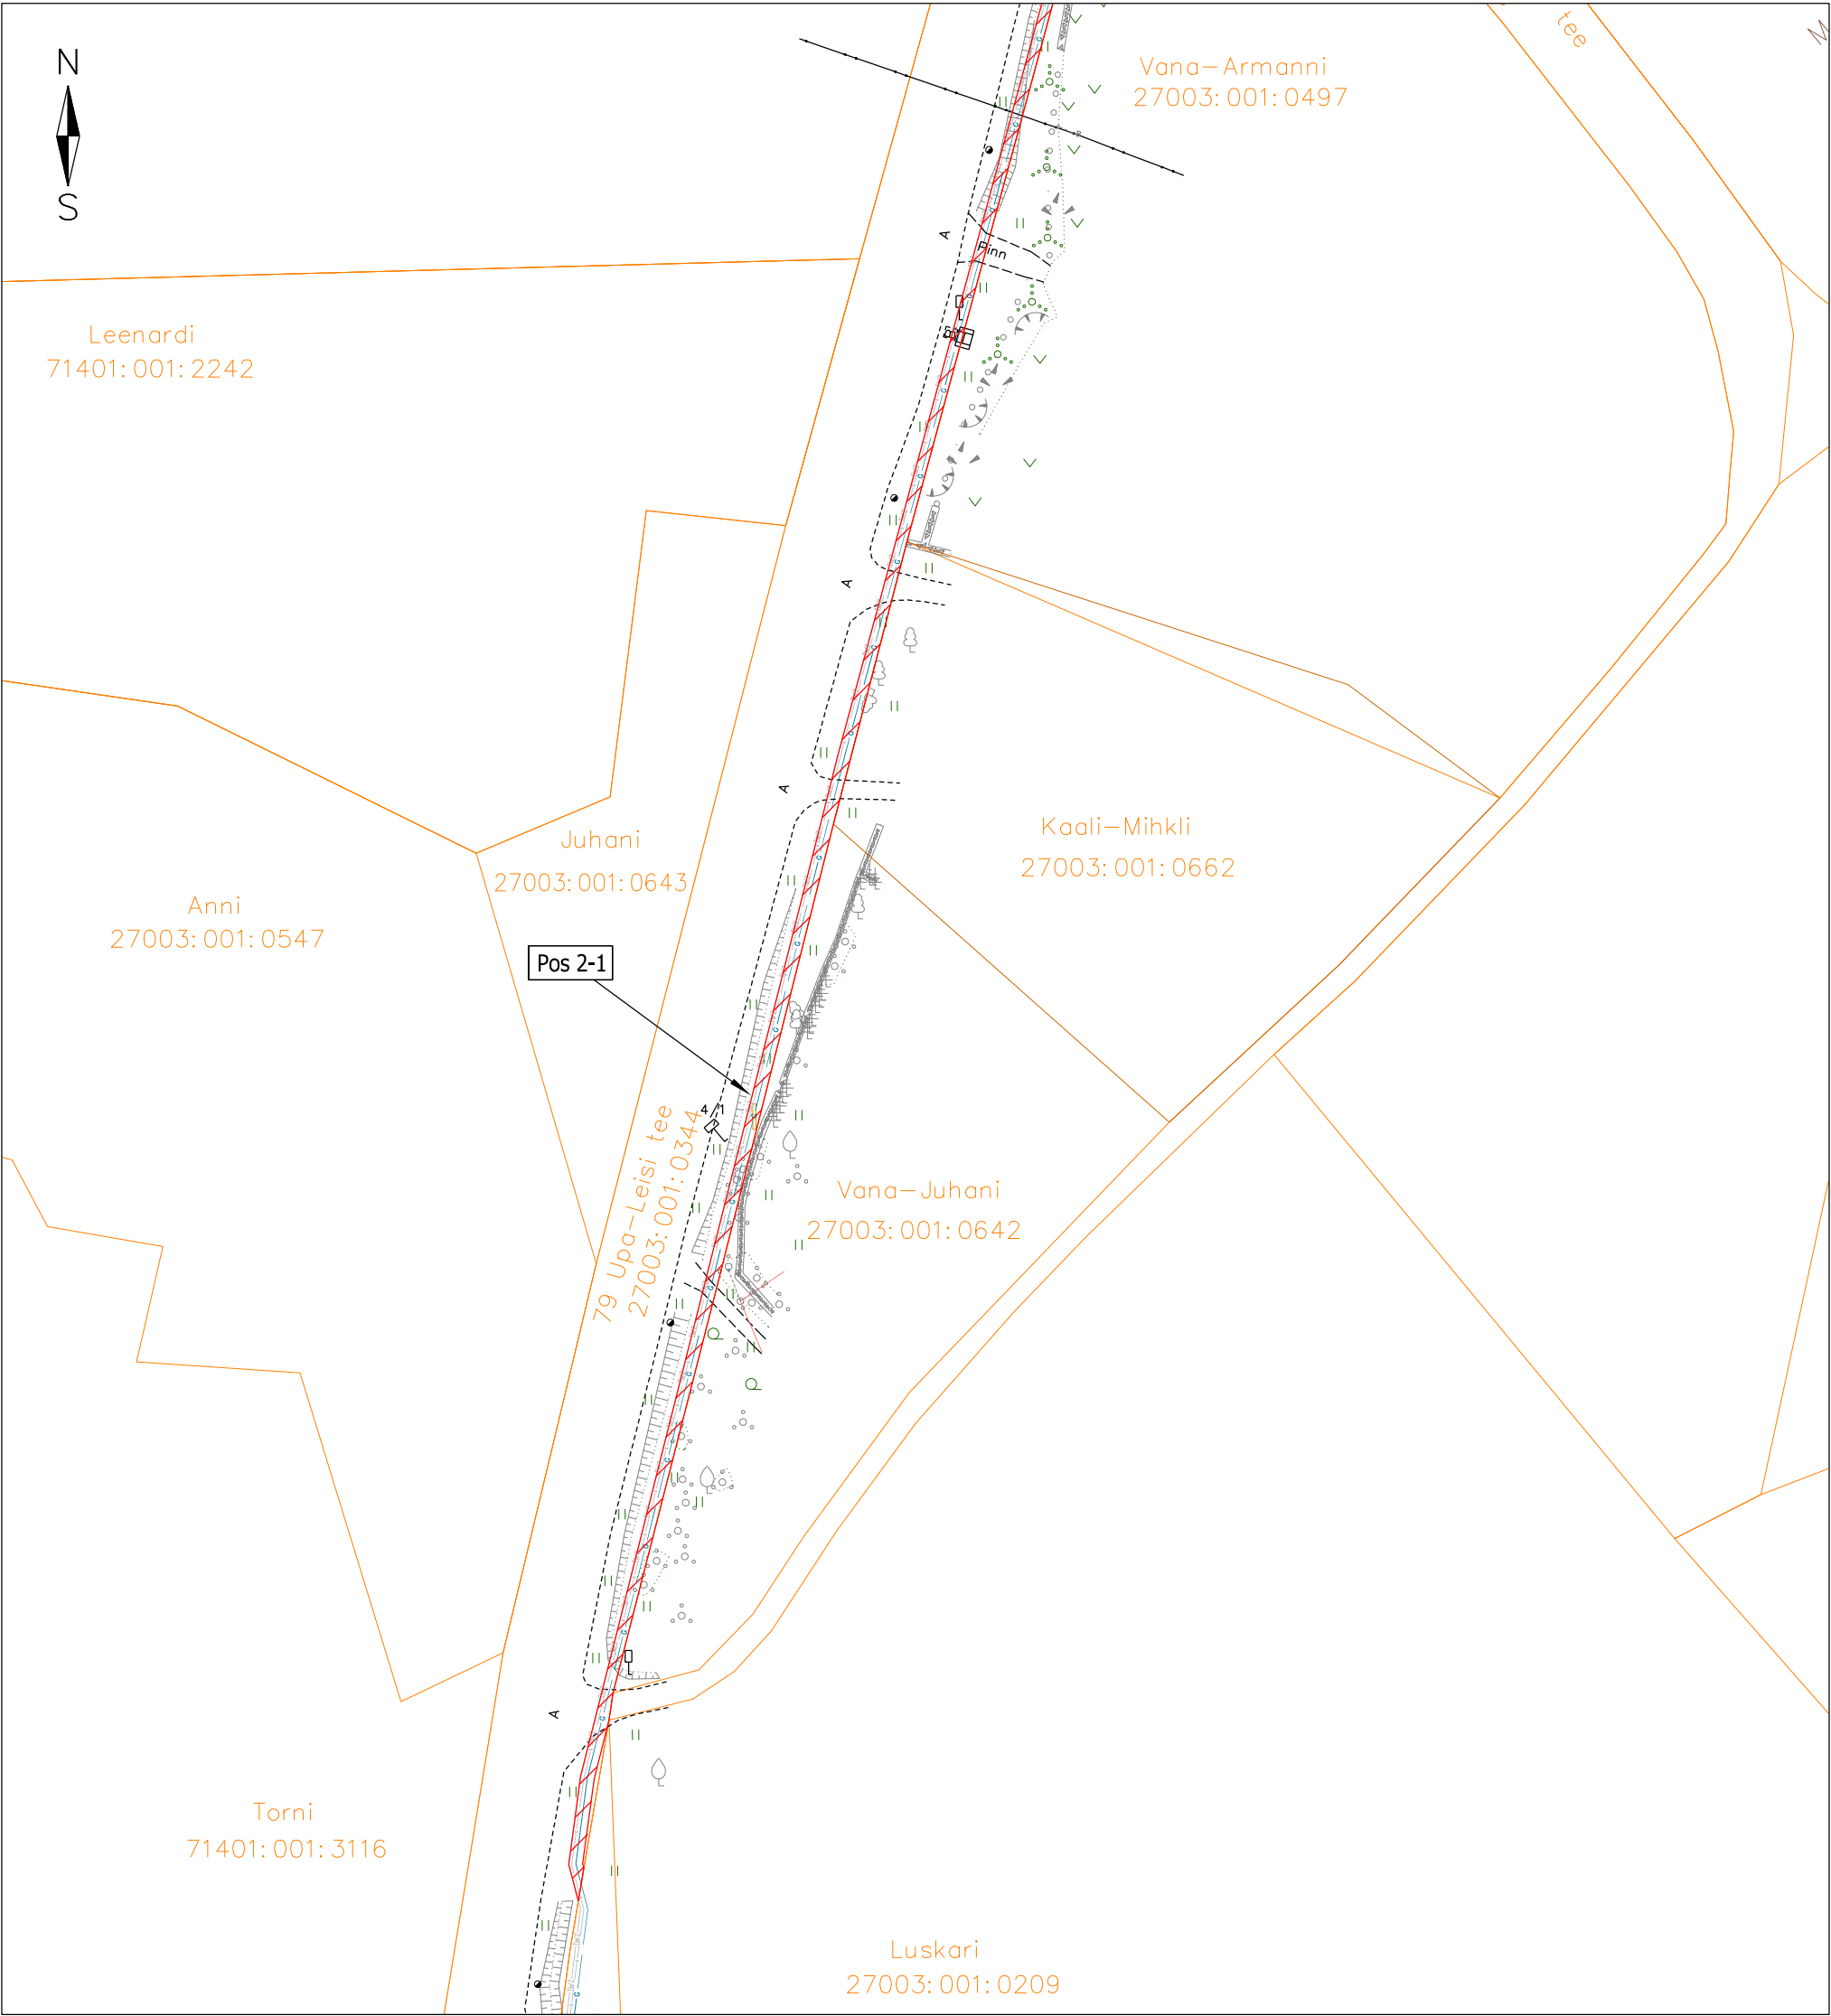 N
S
tee
Vana-Armanni
27003:001:0497
A
Pinn
Leenardi
71401:001:2242
A
A
Juhani
27003:001:0643
Kaali-Mihkli
27003:001:0662
Anni
27003:001:0547
Pos 2-1
4/1
79 Upa-Leisi tee
27003:001:0344
Vana-Juhani
27003:001:0642
A
Torni
71401:001:3116
Luskari
27003:001:0209